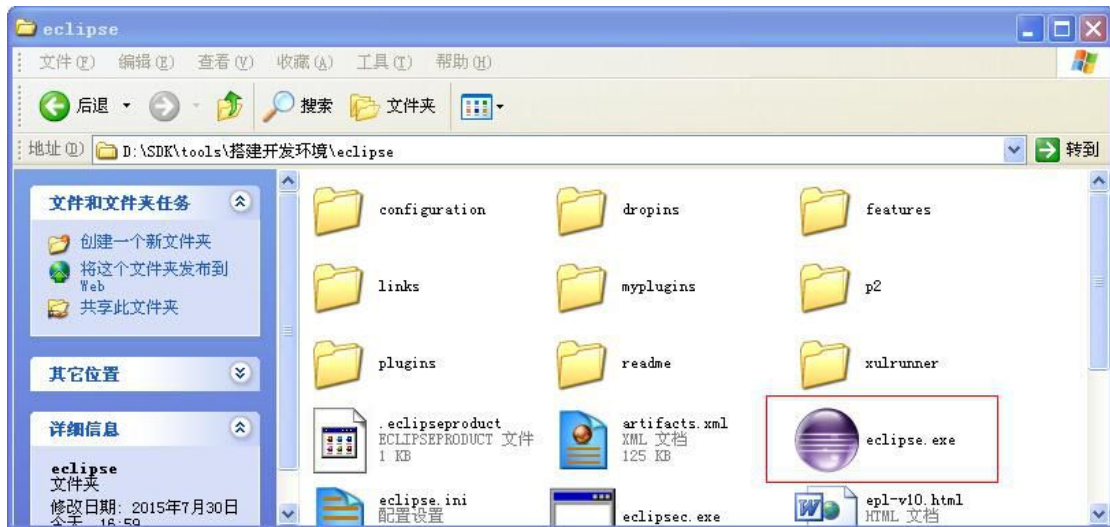 eclipse
文件(F) 编辑(E) 查看(V) 收藏(A) 工具(T) 帮助(H)
后退 搜索 文件夹
地址(D) D:\SDK\tools\搭建开发环境\eclipse 转到
文件和文件夹任务
创建一个新文件夹
将这个文件夹发布到
Web
共享此文件夹
其它位置
详细信息
eclipse
文件夹
修改日期: 2015年7月30日
今天, 16:59
configuration
dropins
features
links
myplugins
p2
plugins
readme
xulrunner
.eclipseproduct
ECLIPSEPRODUCT 文件
1 KB
artifacts.xml
XML 文档
125 KB
eclipse.exe
eclipse.ini
配置设置
eclipsec.exe
epl-v10.html
HTML 文档